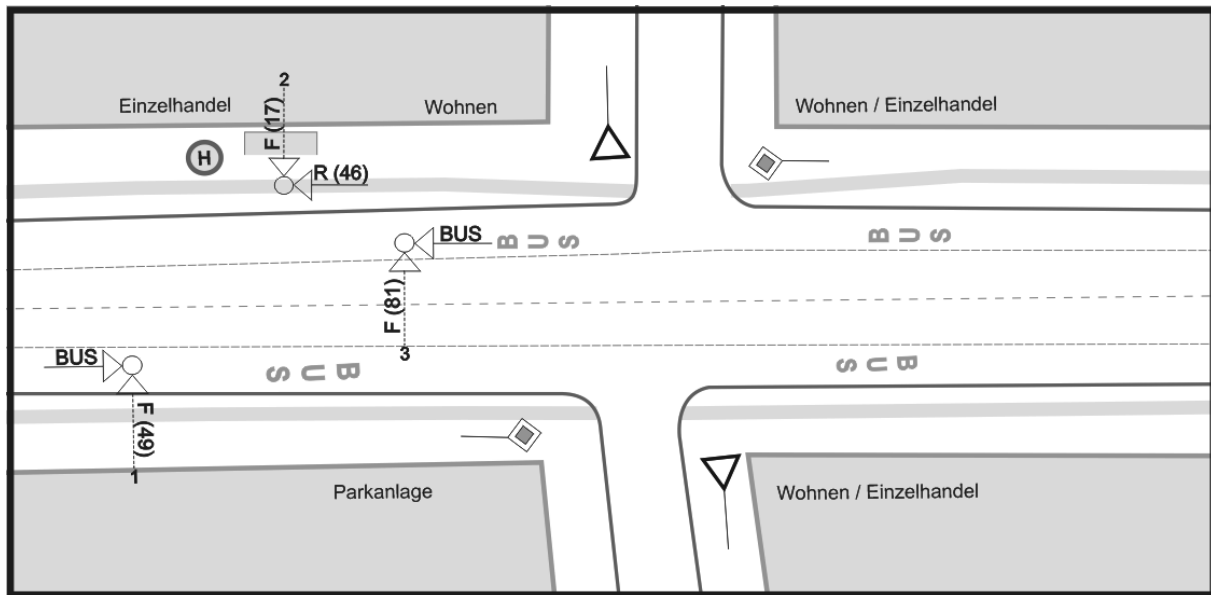 2
Einzelhandel
F (17)
Wohnen
Wohnen / Einzelhandel
H
R (46)
BUS
BUS
BUS
F (81)
3
BUS
BUS
BUS
F (49)
1
Parkanlage
Wohnen / Einzelhandel